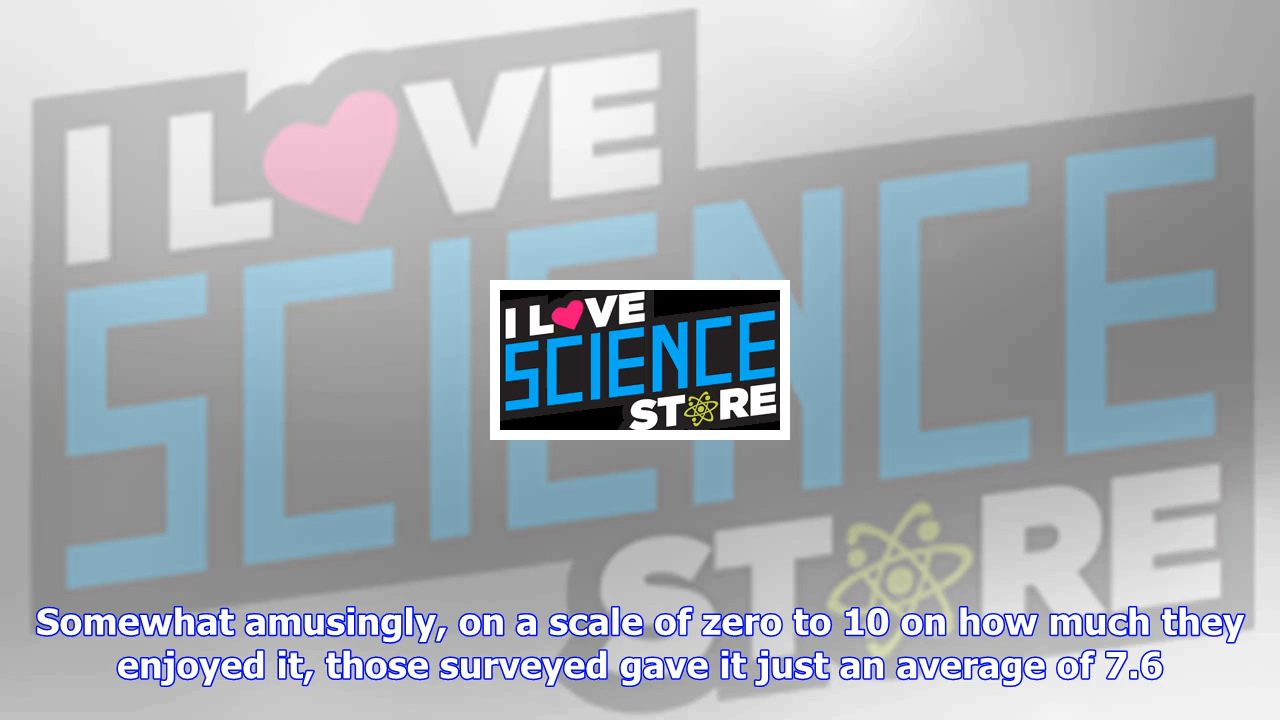 I LOVE
SCIENCE
STORE
I LOVE
SCIENCE
STORE
Somewhat amusingly, on a scale of zero to 10 on how much they
enjoyed it, those surveyed gave it just an average of 7.6